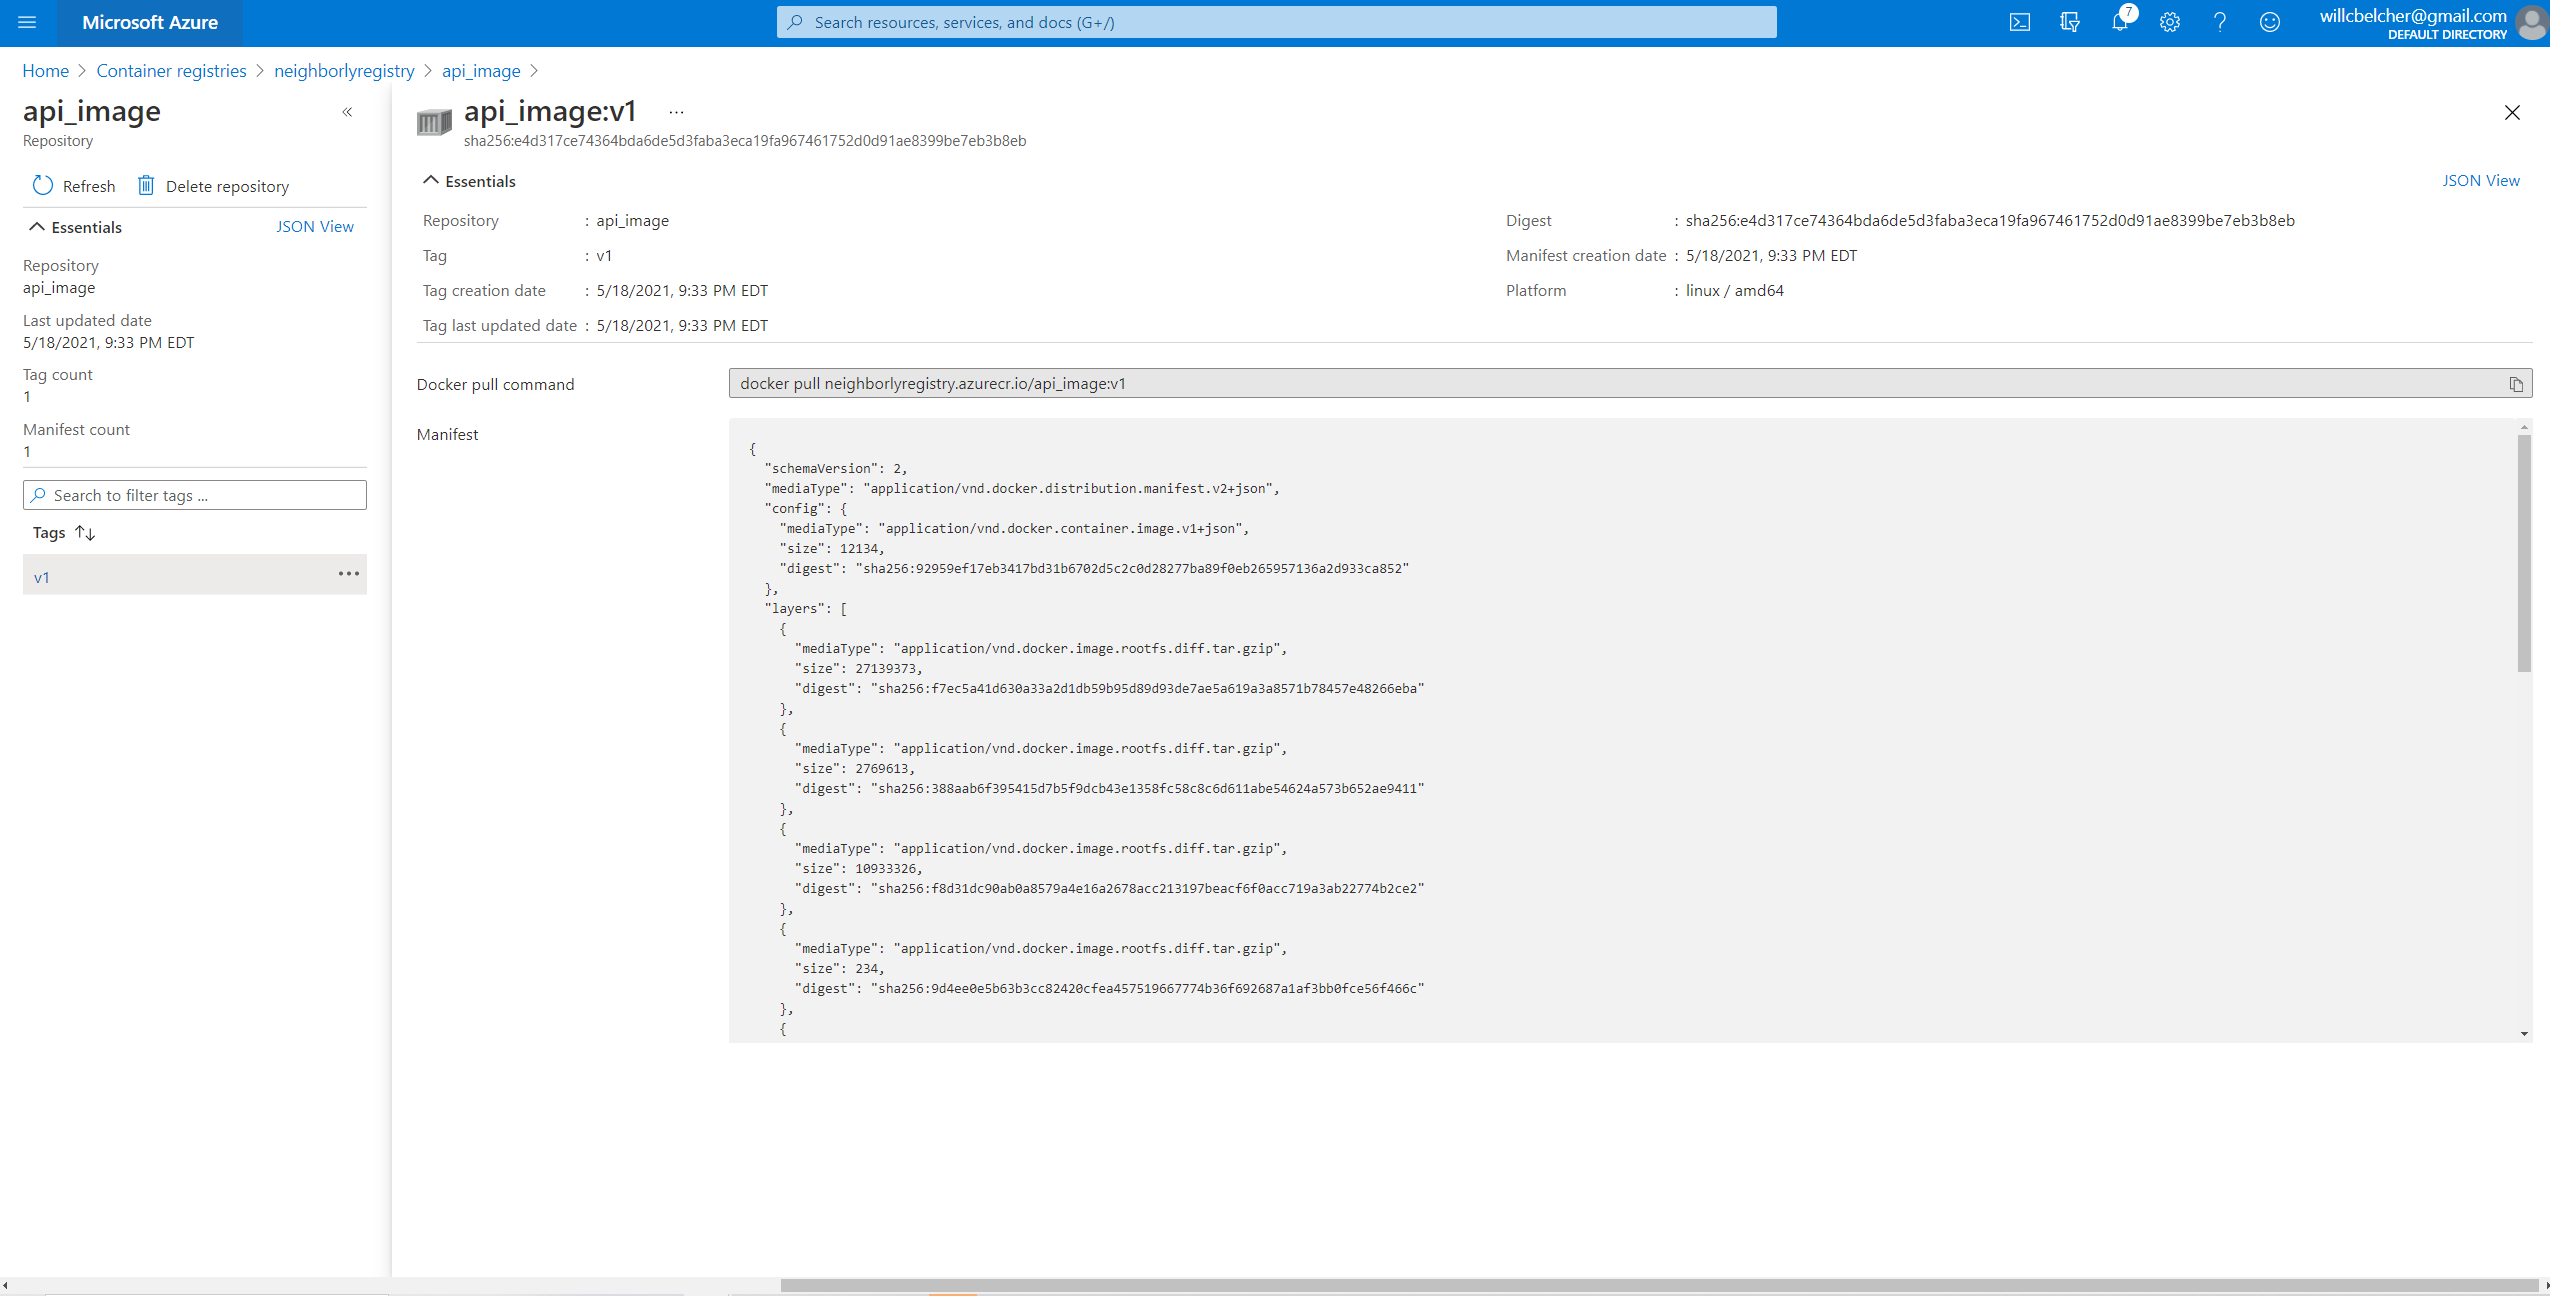 Microsoft Azure
Search resources, services, and docs (G+/)
7
willcbelcher@gmail.com
DEFAULT DIRECTORY
Home > Container registries > neighborlyregistry > api_image >
api_image
Repository
Refresh Delete repository
Essentials JSON View
Repository
api_image
Last updated date
5/18/2021, 9:33 PM EDT
Tag count
1
Manifest count
1
Search to filter tags ...
Tags ↑↓
v1 ...
api_image:v1 ...
sha256:e4d317ce74364bda6de5d3faba3eca19fa967461752d0d91ae8399be7eb3b8eb
Essentials JSON View
Repository : api_image
Tag : v1
Tag creation date : 5/18/2021, 9:33 PM EDT
Tag last updated date : 5/18/2021, 9:33 PM EDT
Digest : sha256:e4d317ce74364bda6de5d3faba3eca19fa967461752d0d91ae8399be7eb3b8eb
Manifest creation date : 5/18/2021, 9:33 PM EDT
Platform : linux / amd64
Docker pull command docker pull neighborlyregistry.azurecr.io/api_image:v1
Manifest
{
"schemaVersion": 2,
"mediaType": "application/vnd.docker.distribution.manifest.v2+json",
"config": {
"mediaType": "application/vnd.docker.container.image.v1+json",
"size": 12134,
"digest": "sha256:92959ef17eb3417bd31b6702d5c2c0d28277ba89f0eb265957136a2d933ca852"
},
"layers": [
{
"mediaType": "application/vnd.docker.image.rootfs.diff.tar.gzip",
"size": 27139373,
"digest": "sha256:f7ec5a41d630a33a2d1db59b95d89d93de7ae5a619a3a8571b78457e48266eba"
},
{
"mediaType": "application/vnd.docker.image.rootfs.diff.tar.gzip",
"size": 2769613,
"digest": "sha256:388aab6f395415d7b5f9dcb43e1358fc58c8c6d611abe54624a573b652ae9411"
},
{
"mediaType": "application/vnd.docker.image.rootfs.diff.tar.gzip",
"size": 10933326,
"digest": "sha256:f8d31dc90ab0a8579a4e16a2678acc213197beacf6f0acc719a3ab22774b2ce2"
},
{
"mediaType": "application/vnd.docker.image.rootfs.diff.tar.gzip",
"size": 234,
"digest": "sha256:9d4ee0e5b63b3cc82420cfea457519667774b36f692687a1af3bb0fce56f466c"
},
{